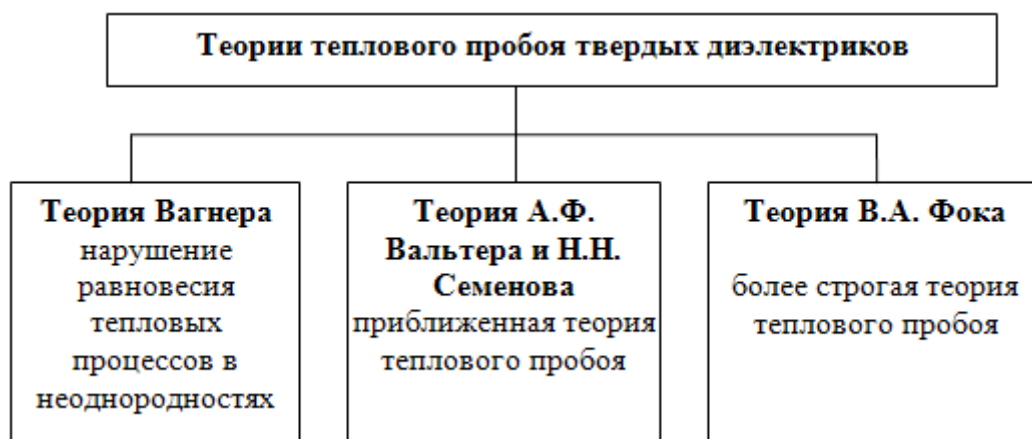 Теории теплового пробоя твердых диэлектриков
Теория Вагнера
нарушение
равновесия
тепловых
процессов в
неоднородностях
Теория А.Ф.
Вальтера и Н.Н.
Семенова
приближенная теория
теплового пробоя
Теория В.А. Фока
более строгая теория
теплового пробоя